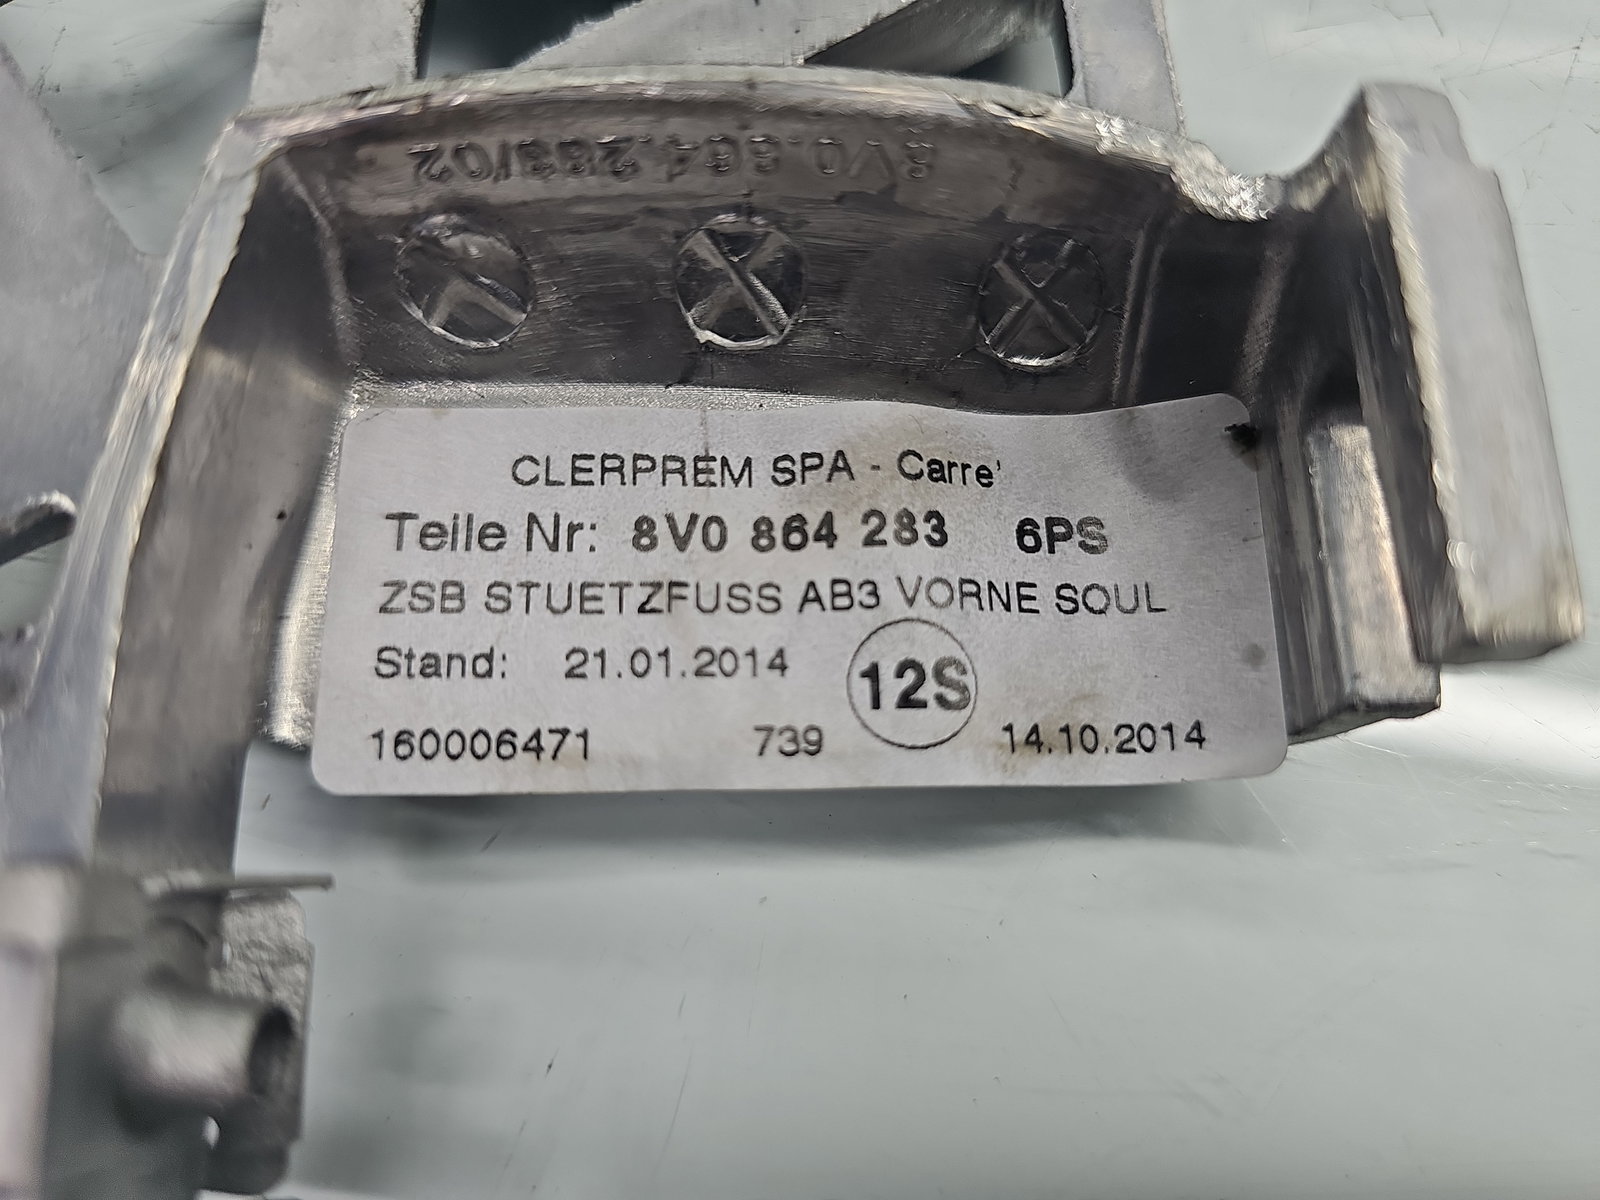 8V0.864.283/02
CLERPREM SPA - Carre'
Teile Nr: 8V0 864 283 6PS
ZSB STUETZFUSS AB3 VORNE SOUL
Stand: 21.01.2014
12S
160006471 739 14.10.2014